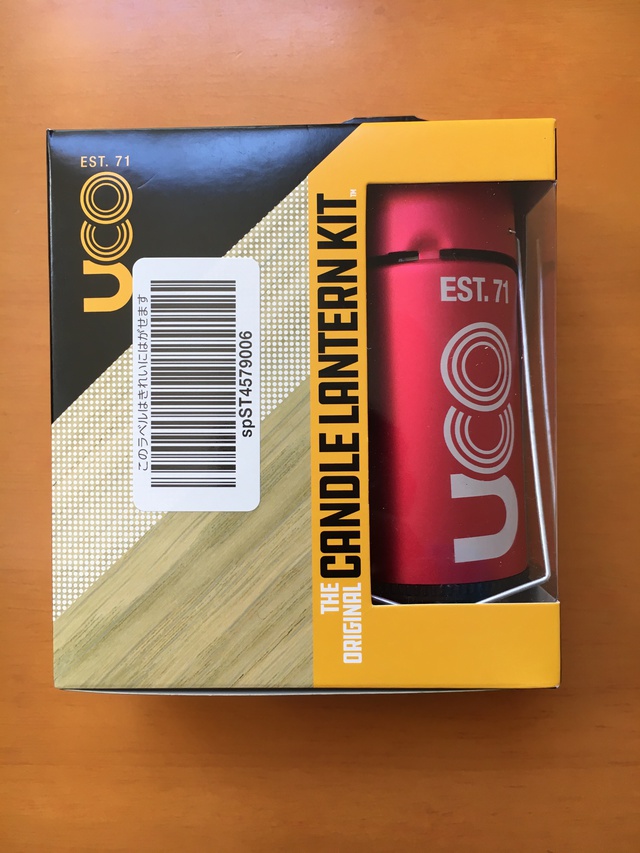 EST. 71
UCO
このラベルはきれいにはがせます
spST4579006
THE
ORIGINAL
CANDLE LANTERN KIT™
EST. 71
UCO